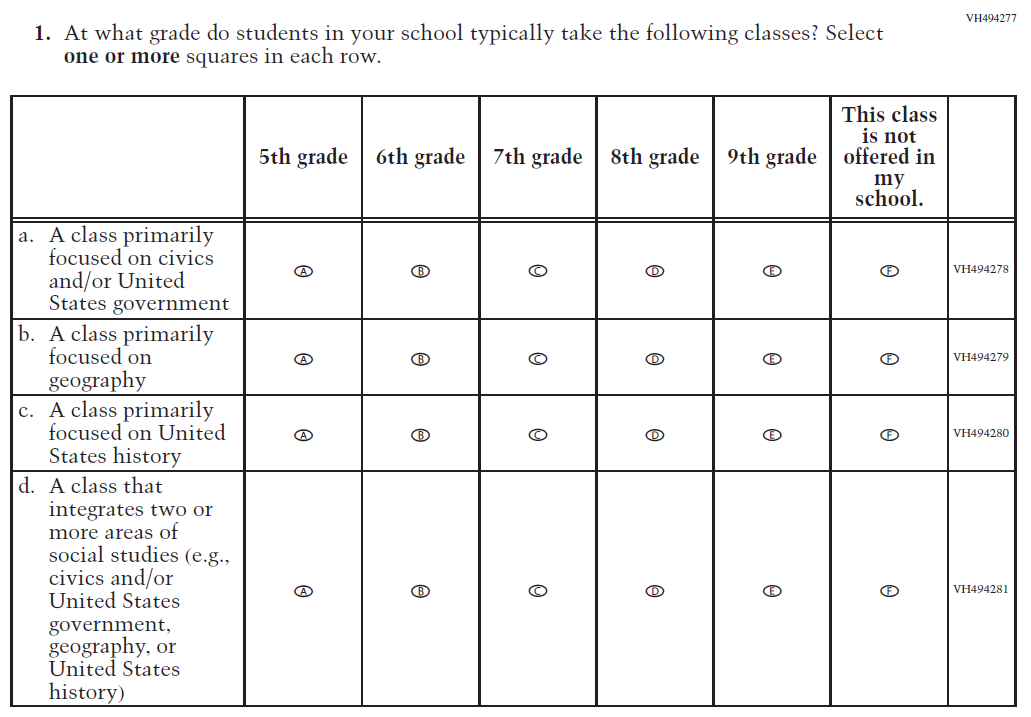 VH494277
1. At what grade do students in your school typically take the following classes? Select
one or more squares in each row.
5th grade
6th grade
7th grade
8th grade
9th grade
This class
is not
offered in
my
school.
a. A class primarily
focused on civics
and/or United
States government
A
B
C
D
E
F
VH494278
b. A class primarily
focused on
geography
A
B
C
D
E
F
VH494279
c. A class primarily
focused on United
States history
A
B
C
D
E
F
VH494280
d. A class that
integrates two or
more areas of
social studies (e.g.,
civics and/or
United States
government,
geography, or
United States
history)
A
B
C
D
E
F
VH494281